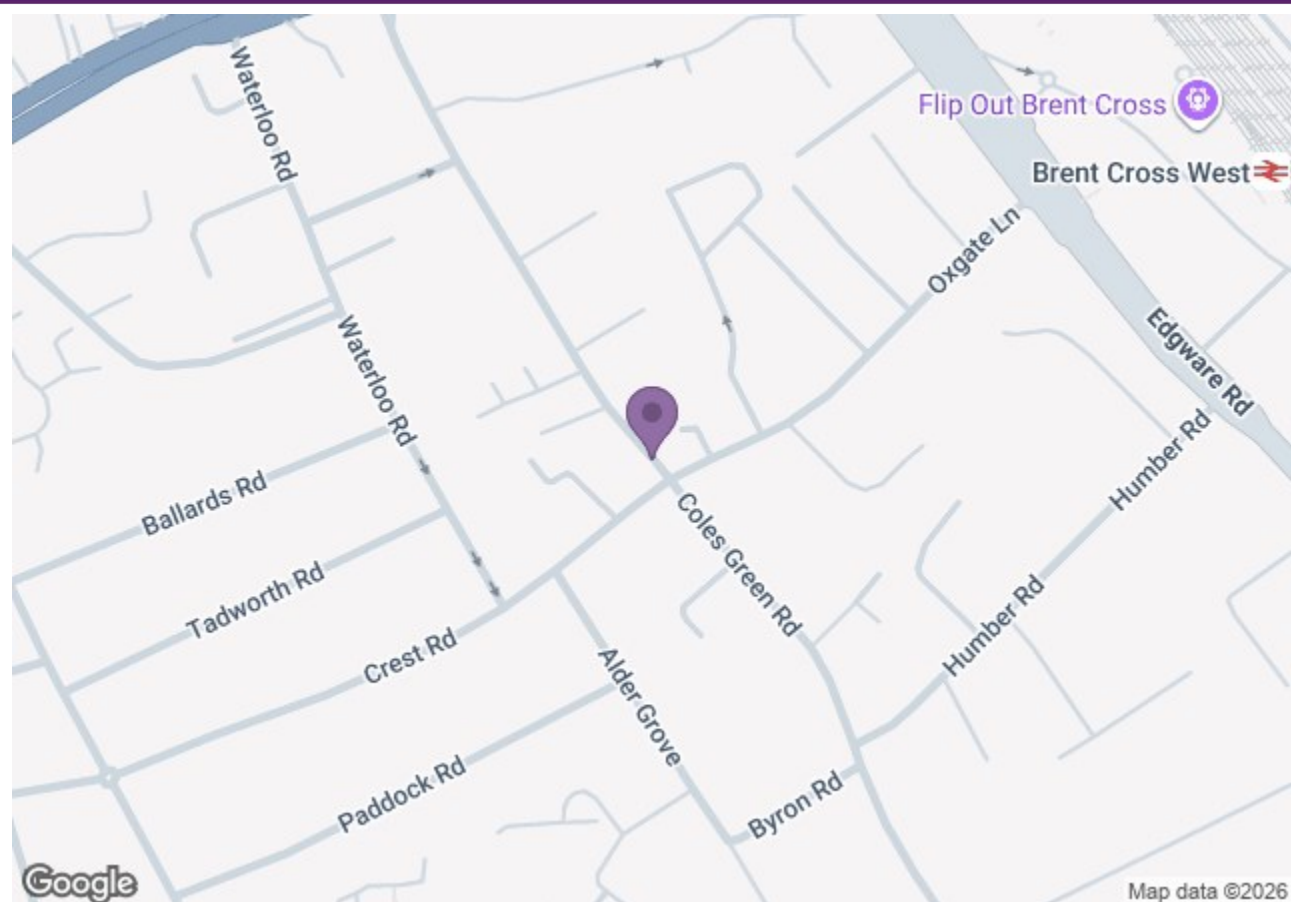 Waterloo Rd
Flip Out Brent Cross
Brent Cross West
Oxgate Ln
Waterloo Rd
Edgware Rd
Ballards Rd
Humber Rd
Coles Green Rd
Tadworth Rd
Humber Rd
Crest Rd
Alder Grove
Paddock Rd
Byron Rd
Google
Map data ©2026